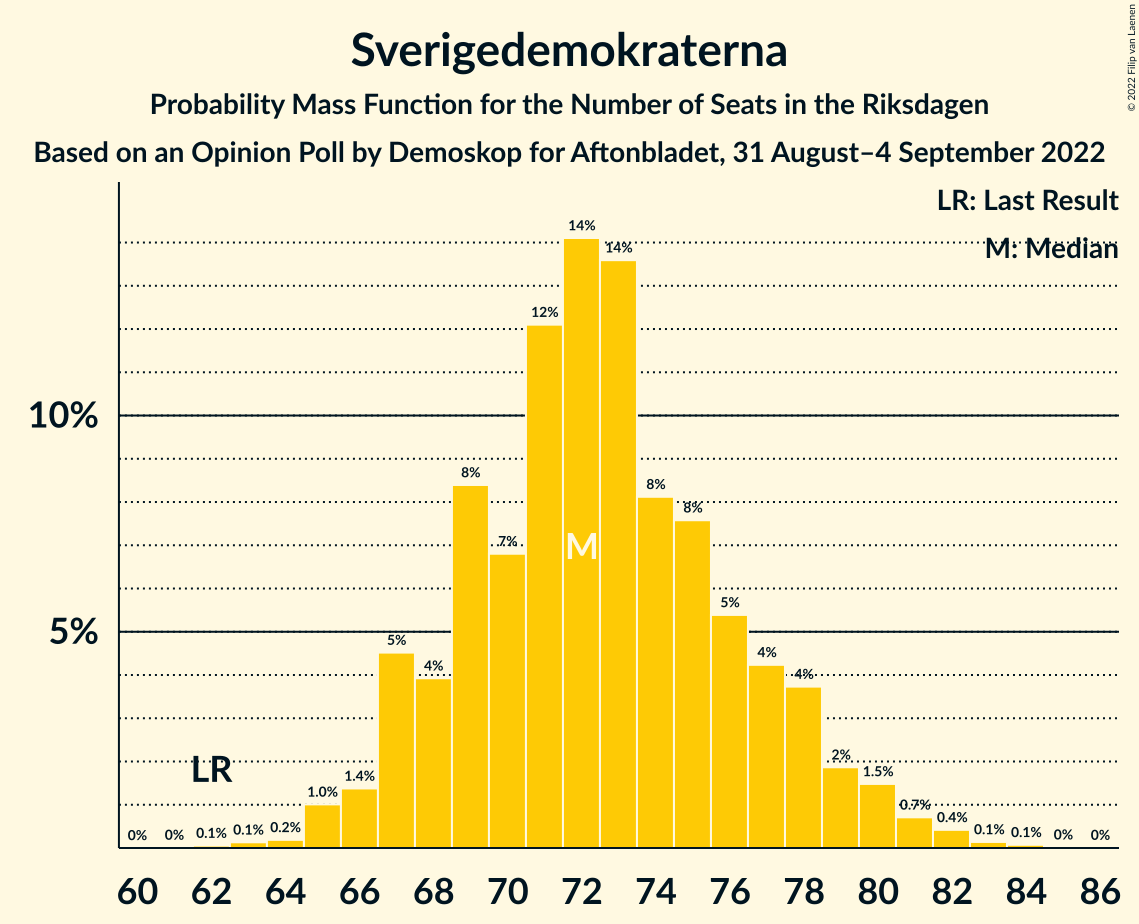 Sverigedemokraterna
Probability Mass Function for the Number of Seats in the Riksdagen
Based on an Opinion Poll by Demoskop for Aftonbladet, 31 August–4 September 2022
© 2022 Filip van Laenen
LR: Last Result
M: Median
10%
5%
0% 0% 0.1% 0.1% 0.2% 1.0% 1.4% 5% 4% 8% 7% 12% 14% 14% 8% 8% 5% 4% 4% 2% 1.5% 0.7% 0.4% 0.1% 0.1% 0% 0%
LR
M
60 62 64 66 68 70 72 74 76 78 80 82 84 86